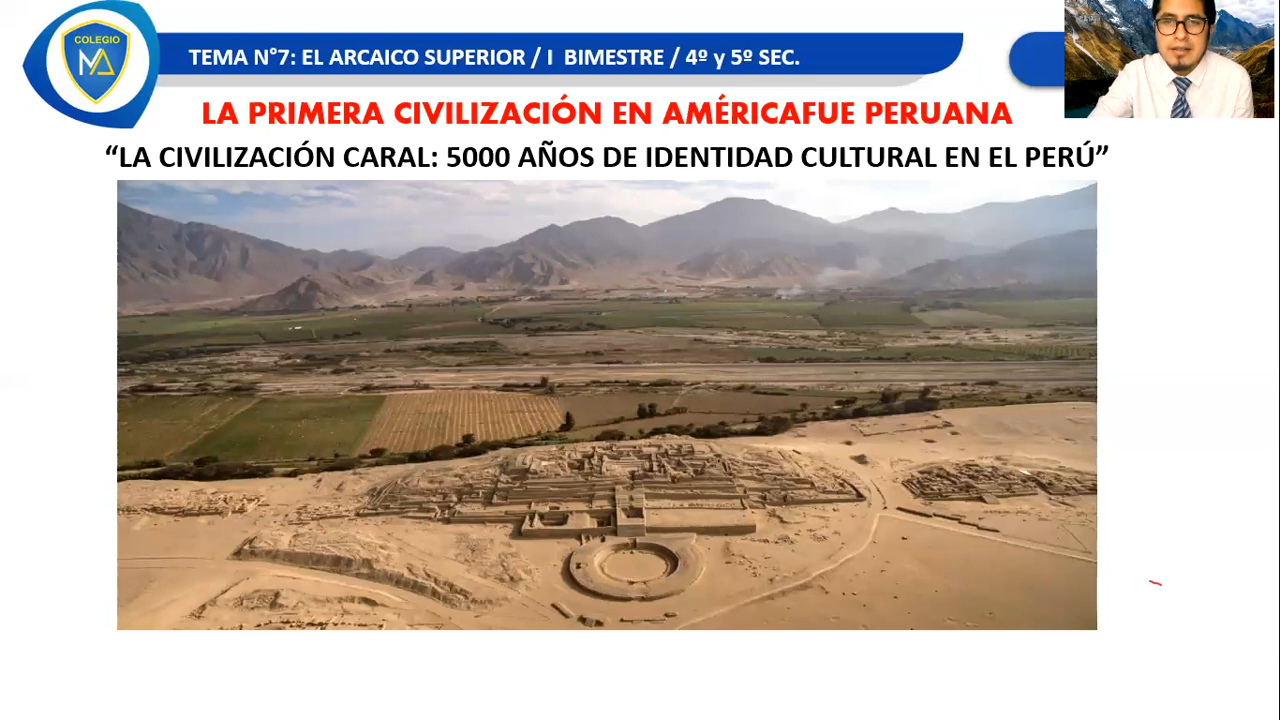 COLEGIO
MA
TEMA N°7: EL ARCAICO SUPERIOR / I BIMESTRE / 4º y 5º SEC.
LA PRIMERA CIVILIZACIÓN EN AMÉRICAFUE PERUANA
“LA CIVILIZACIÓN CARAL: 5000 AÑOS DE IDENTIDAD CULTURAL EN EL PERÚ”